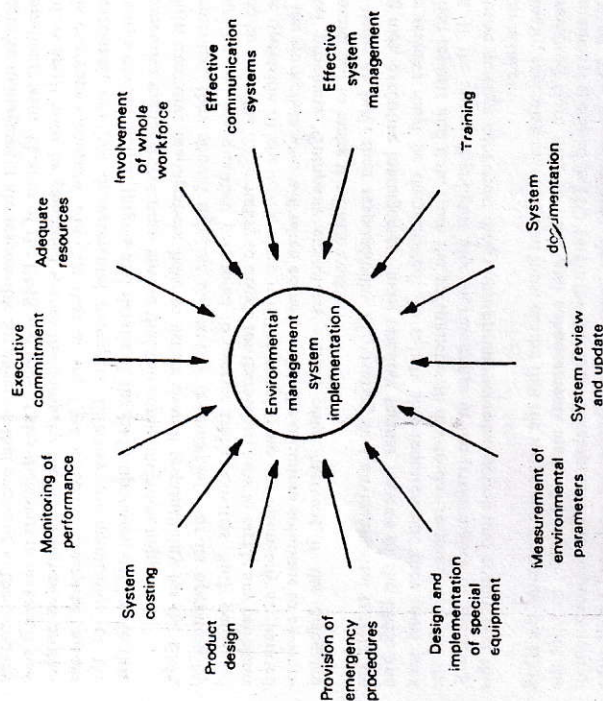 Executive
commitment
Adequate
resources
Involvement
of whole
workforce
Effective
communication
systems
Effective
system
management
Training
System
documentation
System review
and update
Measurement of
environmental
parameters
Design and
implementation
of special
equipment
Provision of
emergency
procedures
Product
design
System
costing
Monitoring of
performance
Environmental
management
system
implementation